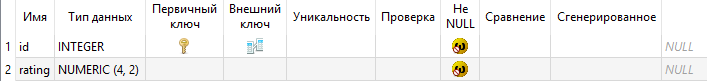 Имя Тип данных Первичный ключ Внешний ключ Уникальность Проверка Не NULL Сравнение Сгенерированное
1 id INTEGER NULL
2 rating NUMERIC (4, 2) NULL